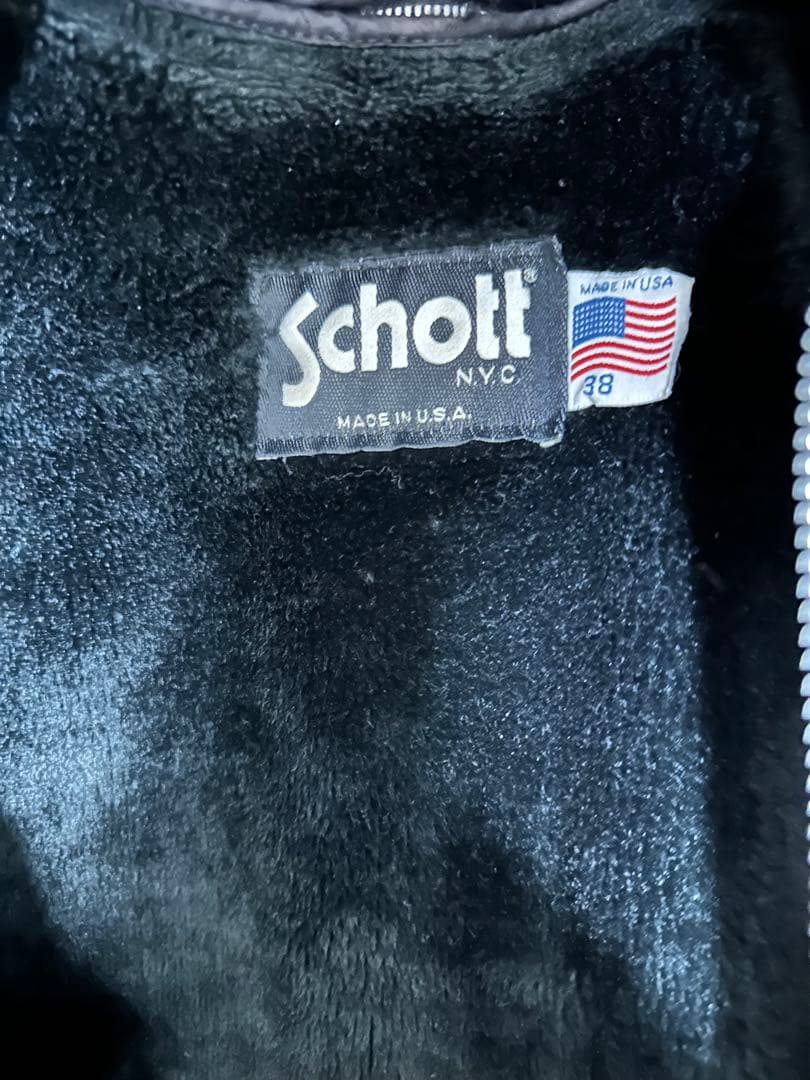 Schott®
N.Y.C.
MADE IN U.S.A.
MADE IN USA
38